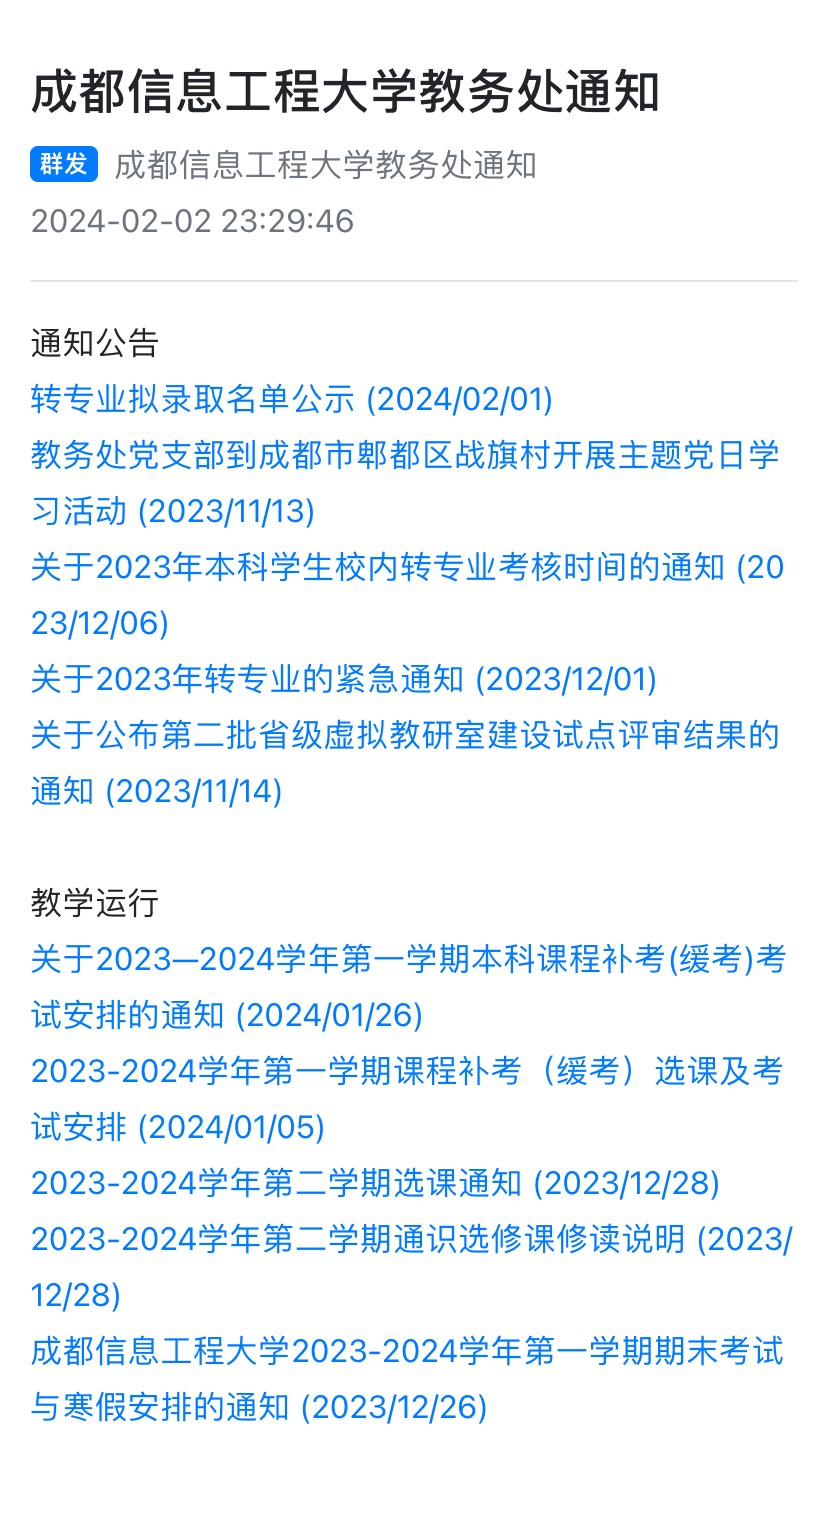 成都信息工程大学教务处通知
群发 成都信息工程大学教务处通知
2024-02-02 23:29:46
通知公告
转专业拟录取名单公示 (2024/02/01)
教务处党支部到成都市郫都区战旗村开展主题党日学
习活动 (2023/11/13)
关于2023年本科学生校内转专业考核时间的通知 (20
23/12/06)
关于2023年转专业的紧急通知 (2023/12/01)
关于公布第二批省级虚拟教研室建设试点评审结果的
通知 (2023/11/14)
教学运行
关于2023—2024学年第一学期本科课程补考(缓考)考
试安排的通知 (2024/01/26)
2023-2024学年第一学期课程补考（缓考）选课及考
试安排 (2024/01/05)
2023-2024学年第二学期选课通知 (2023/12/28)
2023-2024学年第二学期通识选修课修读说明 (2023/
12/28)
成都信息工程大学2023-2024学年第一学期期末考试
与寒假安排的通知 (2023/12/26)